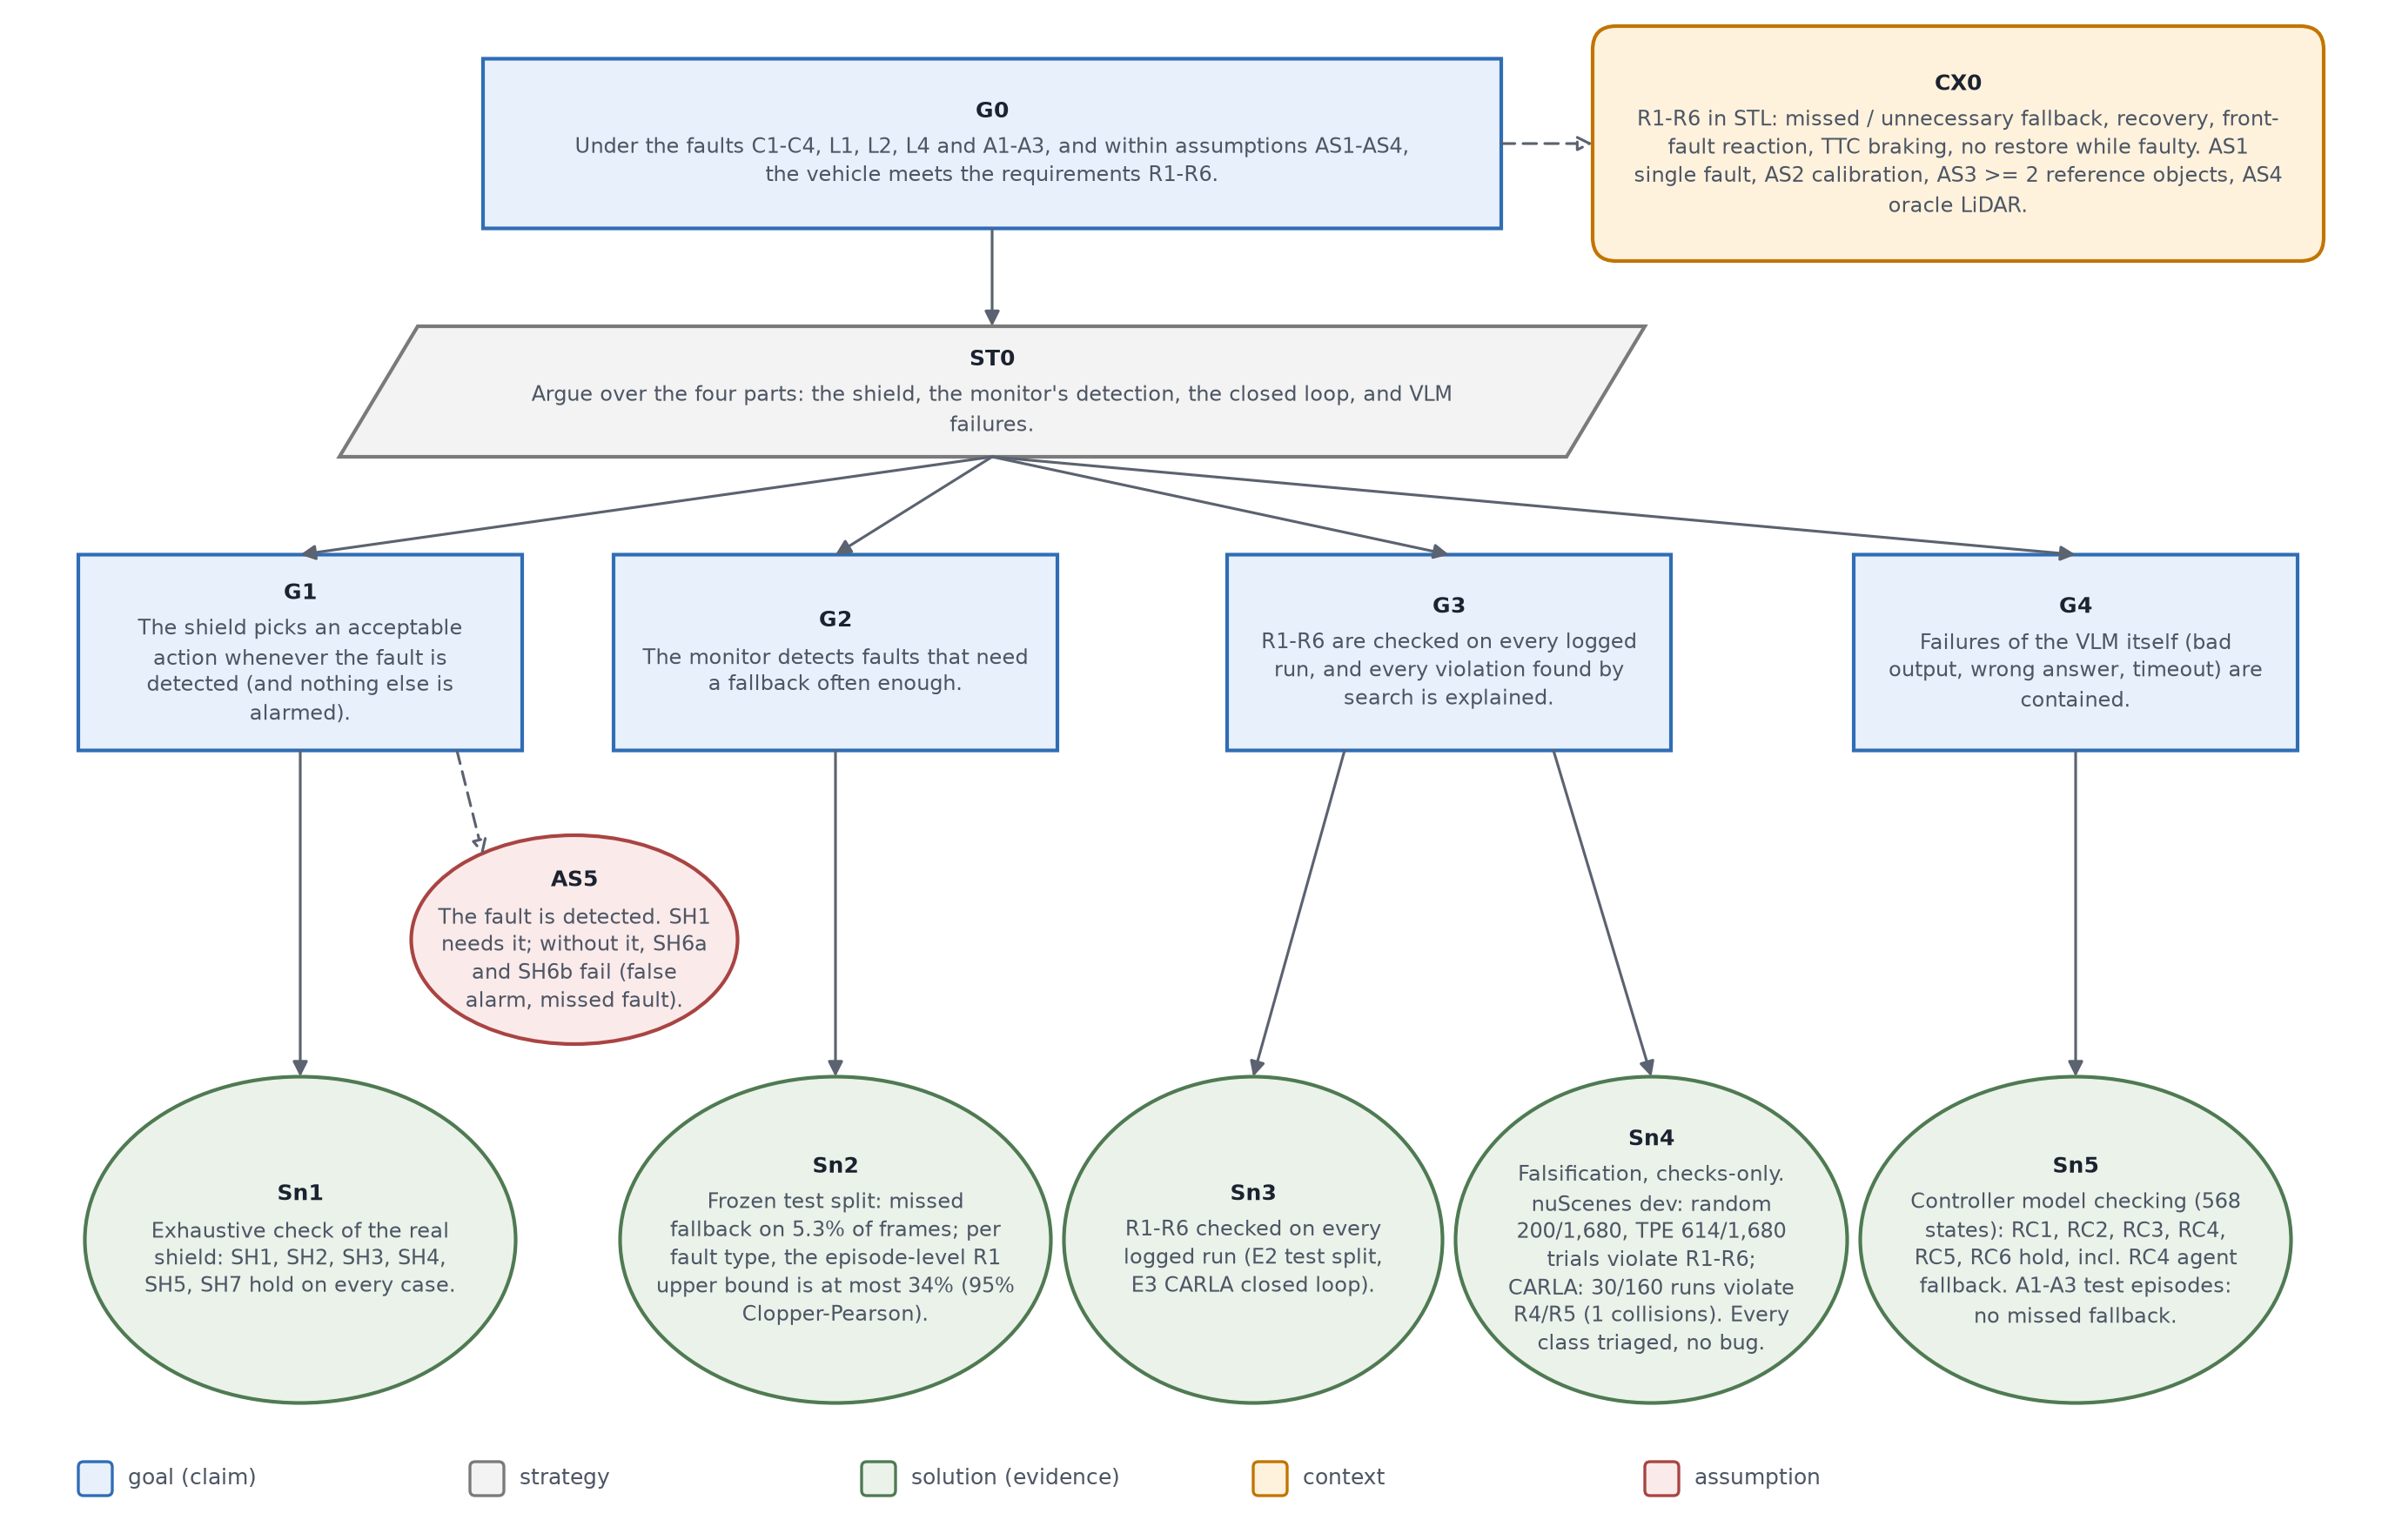 G0
Under the faults C1-C4, L1, L2, L4 and A1-A3, and within assumptions AS1-AS4,
the vehicle meets the requirements R1-R6.
CX0
R1-R6 in STL: missed / unnecessary fallback, recovery, front-
fault reaction, TTC braking, no restore while faulty. AS1
single fault, AS2 calibration, AS3 >= 2 reference objects, AS4
oracle LiDAR.
ST0
Argue over the four parts: the shield, the monitor's detection, the closed loop, and VLM
failures.
G1
The shield picks an acceptable
action whenever the fault is
detected (and nothing else is
alarmed).
G2
The monitor detects faults that need
a fallback often enough.
G3
R1-R6 are checked on every logged
run, and every violation found by
search is explained.
G4
Failures of the VLM itself (bad
output, wrong answer, timeout) are
contained.
AS5
The fault is detected. SH1
needs it; without it, SH6a
and SH6b fail (false
alarm, missed fault).
Sn1
Exhaustive check of the real
shield: SH1, SH2, SH3, SH4,
SH5, SH7 hold on every case.
Sn2
Frozen test split: missed
fallback on 5.3% of frames; per
fault type, the episode-level R1
upper bound is at most 34% (95%
Clopper-Pearson).
Sn3
R1-R6 checked on every
logged run (E2 test split,
E3 CARLA closed loop).
Sn4
Falsification, checks-only.
nuScenes dev: random
200/1,680, TPE 614/1,680
trials violate R1-R6;
CARLA: 30/160 runs violate
R4/R5 (1 collisions). Every
class triaged, no bug.
Sn5
Controller model checking (568
states): RC1, RC2, RC3, RC4,
RC5, RC6 hold, incl. RC4 agent
fallback. A1-A3 test episodes:
no missed fallback.
goal (claim)
strategy
solution (evidence)
context
assumption